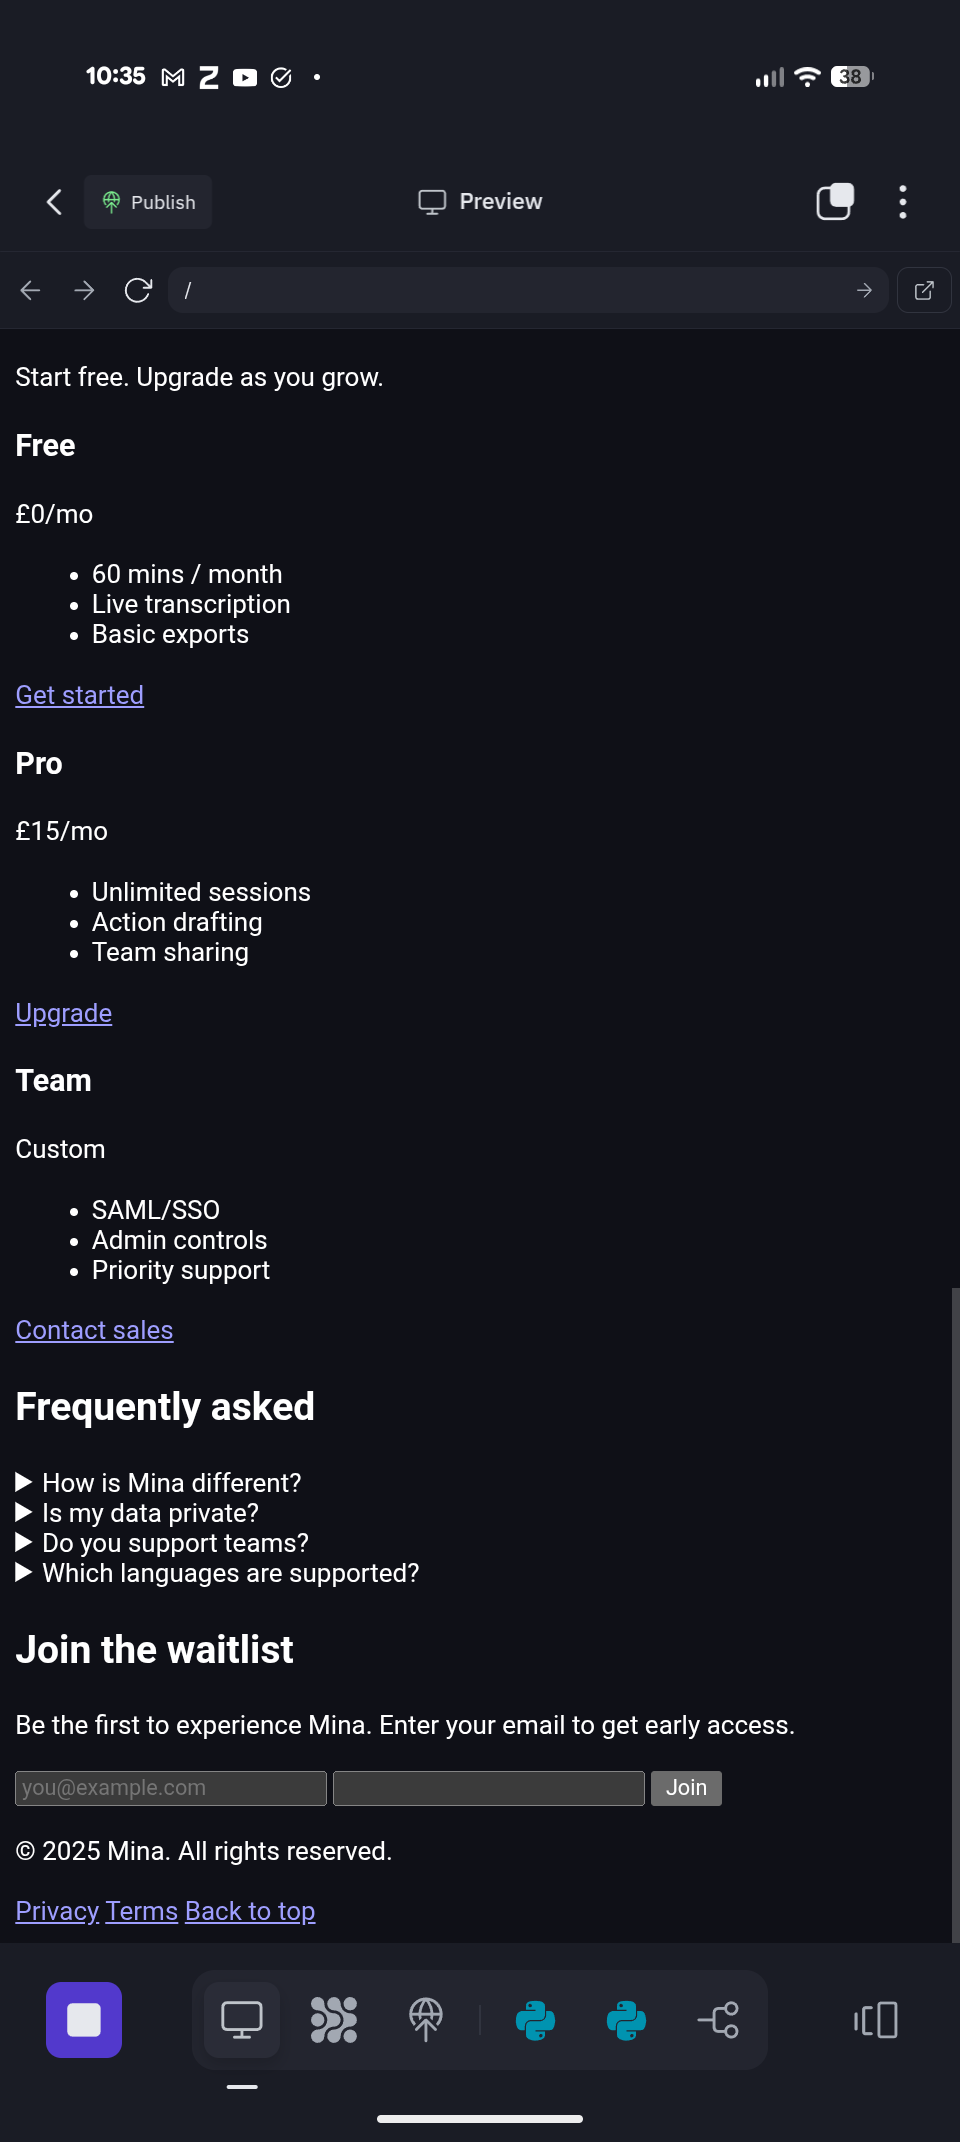 10:35
38
Publish
Preview
/
Start free. Upgrade as you grow.
Free
£0/mo
• 60 mins / month
• Live transcription
• Basic exports
Get started
Pro
£15/mo
• Unlimited sessions
• Action drafting
• Team sharing
Upgrade
Team
Custom
• SAML/SSO
• Admin controls
• Priority support
Contact sales
Frequently asked
How is Mina different?
Is my data private?
Do you support teams?
Which languages are supported?
Join the waitlist
Be the first to experience Mina. Enter your email to get early access.
you@example.com Join
© 2025 Mina. All rights reserved.
Privacy Terms Back to top